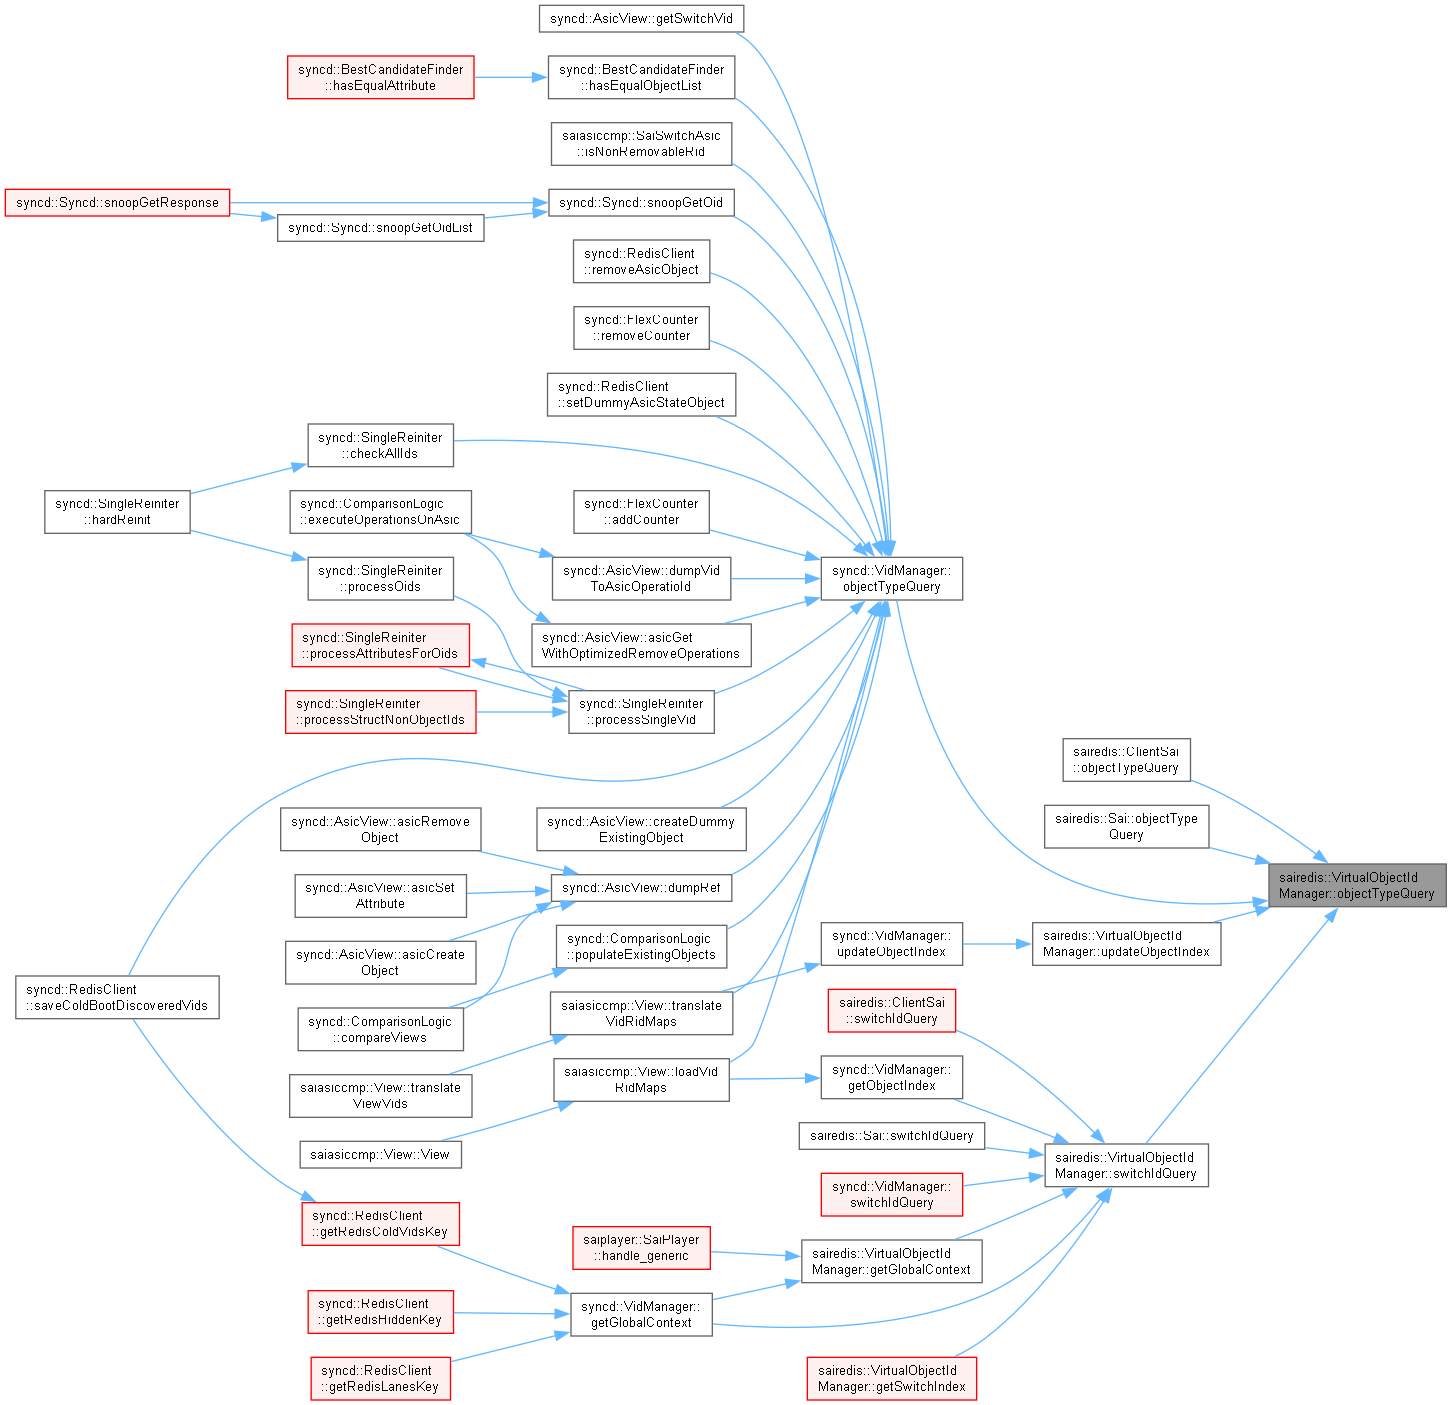 syncd::AsicView::getSwitchVid
syncd::BestCandidateFinder
::hasEqualAttribute
syncd::BestCandidateFinder
::hasEqualObjectList
saiasiccmp::SaiSwitchAsic
::isNonRemovableRid
syncd::Syncd::snoopGetResponse
syncd::Syncd::snoopGetOid
syncd::Syncd::snoopGetOidList
syncd::RedisClient
::removeAsicObject
syncd::FlexCounter
::removeCounter
syncd::RedisClient
::setDummyAsicStateObject
syncd::SingleReiniter
::checkAllIds
syncd::SingleReiniter
::hardReinit
syncd::ComparisonLogic
::executeOperationsOnAsic
syncd::FlexCounter
::addCounter
syncd::SingleReiniter
::processOids
syncd::AsicView::dumpVid
ToAsicOperatioId
syncd::VidManager::
objectTypeQuery
syncd::SingleReiniter
::processAttributesForOids
syncd::AsicView::asicGet
WithOptimizedRemoveOperations
syncd::SingleReiniter
::processStructNonObjectIds
syncd::SingleReiniter
::processSingleVid
sairedis::ClientSai
::objectTypeQuery
syncd::AsicView::asicRemove
Object
syncd::AsicView::createDummy
ExistingObject
sairedis::Sai::objectType
Query
syncd::AsicView::asicSet
Attribute
syncd::AsicView::dumpRef
sairedis::VirtualObjectId
Manager::objectTypeQuery
syncd::AsicView::asicCreate
Object
syncd::ComparisonLogic
::populateExistingObjects
syncd::VidManager::
updateObjectIndex
sairedis::VirtualObjectId
Manager::updateObjectIndex
syncd::RedisClient
::saveColdBootDiscoveredVids
syncd::ComparisonLogic
::compareViews
saiasiccmp::View::translate
VidRidMaps
sairedis::ClientSai
::switchIdQuery
saiasiccmp::View::translate
ViewVids
saiasiccmp::View::loadVid
RidMaps
syncd::VidManager::
getObjectIndex
saiasiccmp::View::View
sairedis::Sai::switchIdQuery
sairedis::VirtualObjectId
Manager::switchIdQuery
syncd::VidManager::
switchIdQuery
syncd::RedisClient
::getRedisColdVidsKey
saiplayer::SaiPlayer
::handle_generic
sairedis::VirtualObjectId
Manager::getGlobalContext
syncd::RedisClient
::getRedisHiddenKey
syncd::VidManager::
getGlobalContext
syncd::RedisClient
::getRedisLanesKey
sairedis::VirtualObjectId
Manager::getSwitchIndex